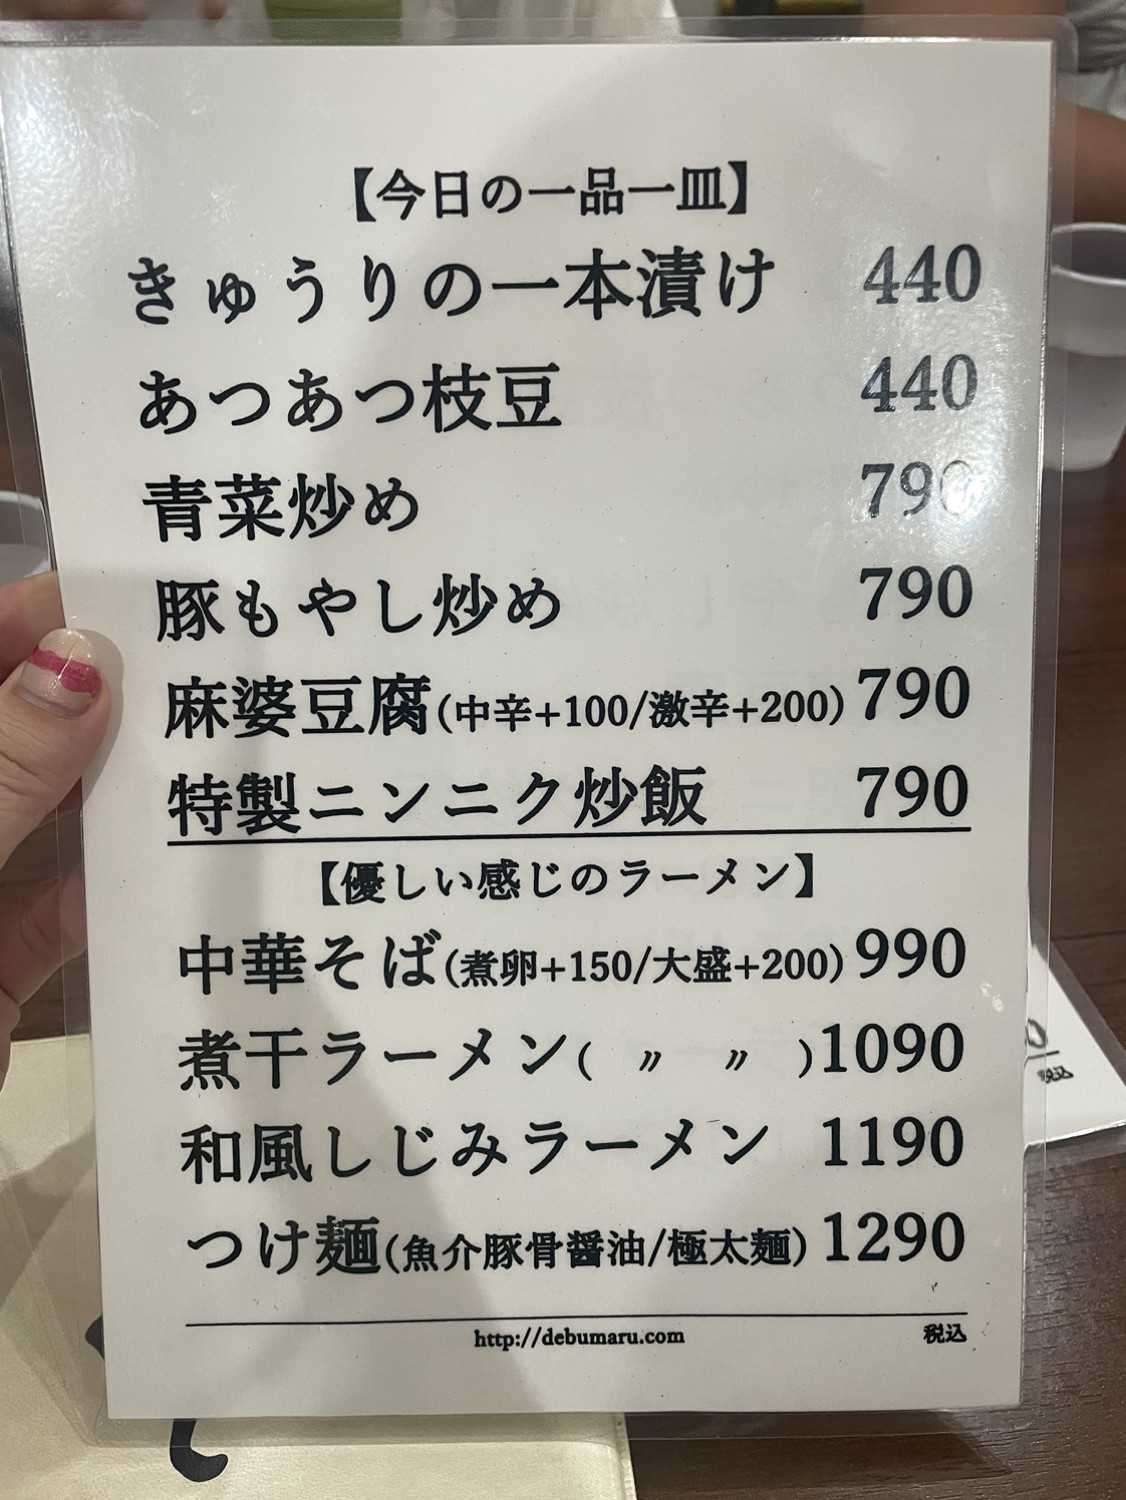 【今日の一品一皿】
きゅうりの一本漬け 440
あつあつ枝豆 440
青菜炒め 790
豚もやし炒め 790
麻婆豆腐(中辛+100/激辛+200) 790
特製ニンニク炒飯 790
【優しい感じのラーメン】
中華そば(煮卵+150/大盛+200) 990
煮干ラーメン( 〃 〃 ) 1090
和風しじみラーメン 1190
つけ麺(魚介豚骨醤油/極太麺) 1290
http://debumaru.com 税込
0
税込